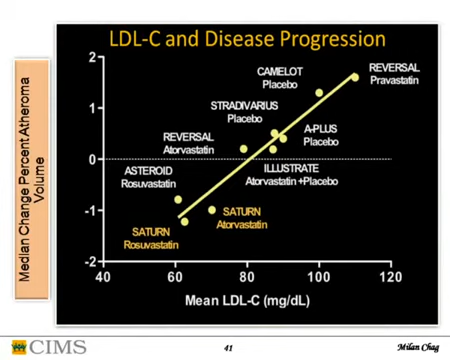 LDL-C and Disease Progression
Median Change Percent Atheroma
Volume
2
1
0
-1
-2
REVERSAL
Pravastatin
CAMELOT
Placebo
STRADIVARIUS
Placebo
A-PLUS
Placebo
REVERSAL
Atorvastatin
ILLUSTRATE
Atorvastatin +Placebo
ASTEROID
Rosuvastatin
SATURN
Atorvastatin
SATURN
Rosuvastatin
40 60 80 100 120
Mean LDL-C (mg/dL)
CIMS
41
Milan Chag